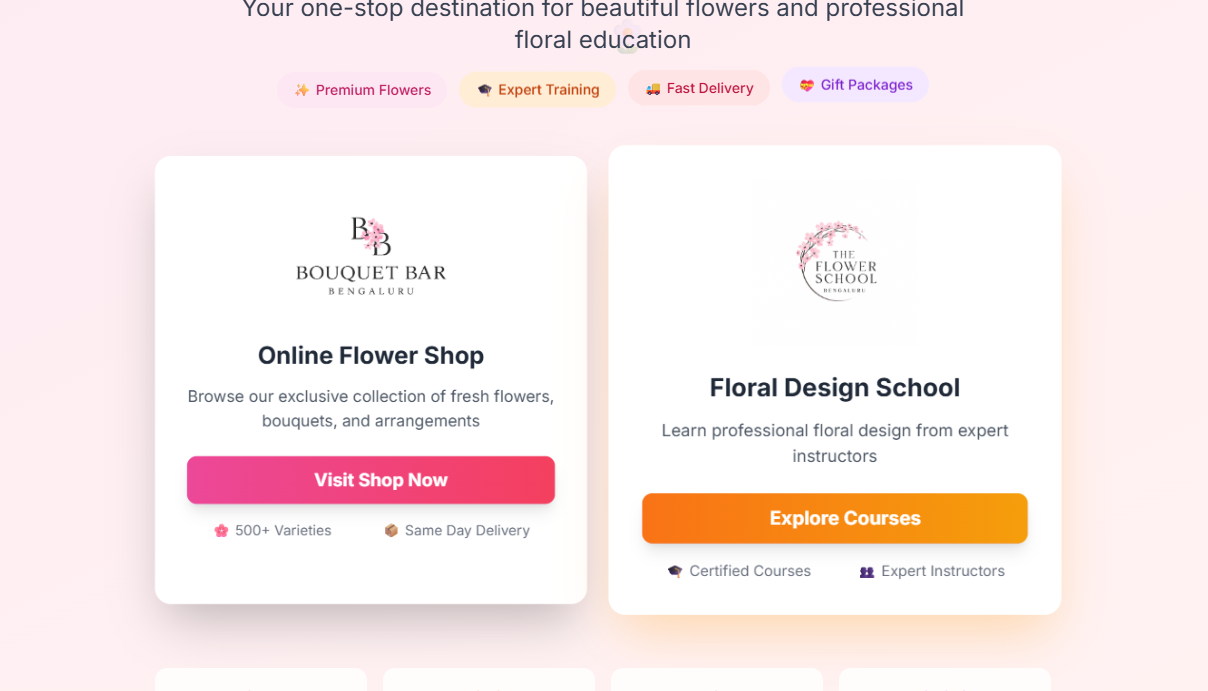 Your one-stop destination for beautiful flowers and professional
floral education
✨ Premium Flowers
🎓 Expert Training
🚚 Fast Delivery
💝 Gift Packages
B
B
BOUQUET BAR
BENGALURU
Online Flower Shop
Browse our exclusive collection of fresh flowers,
bouquets, and arrangements
Visit Shop Now
🌸 500+ Varieties
📦 Same Day Delivery
THE
FLOWER
SCHOOL
BENGALURU
Floral Design School
Learn professional floral design from expert
instructors
Explore Courses
🎓 Certified Courses
👥 Expert Instructors